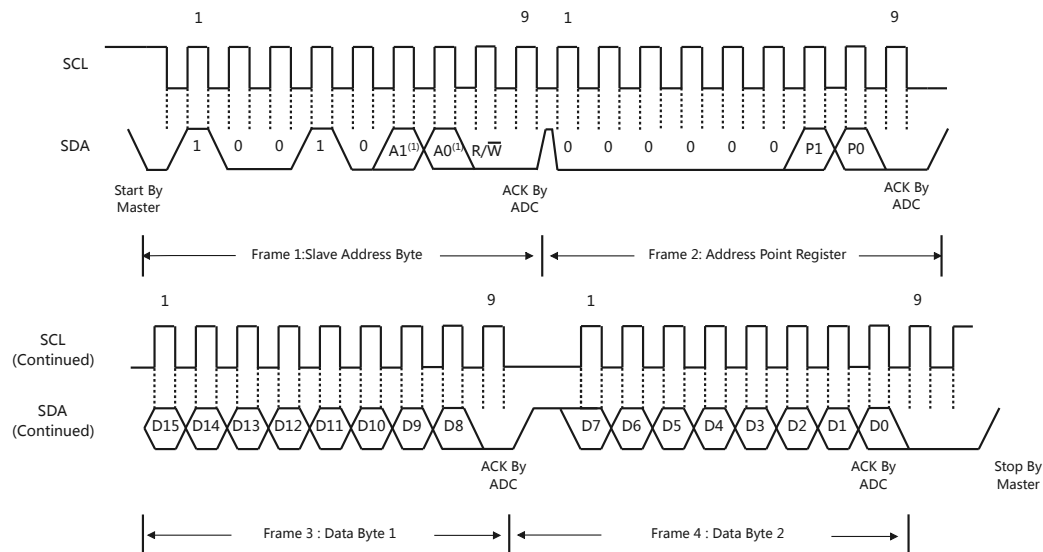 1 9 1 9
SCL
SDA 1 0 0 1 0 A1(1) A0(1) R/W̅ 0 0 0 0 0 0 P1 P0
Start By Master
ACK By ADC
ACK By ADC
Frame 1:Slave Address Byte
Frame 2: Address Point Register
1 9 1 9
SCL
(Continued)
SDA
(Continued)
D15 D14 D13 D12 D11 D10 D9 D8 D7 D6 D5 D4 D3 D2 D1 D0
ACK By ADC
ACK By ADC
Stop By Master
Frame 3 : Data Byte 1
Frame 4 : Data Byte 2